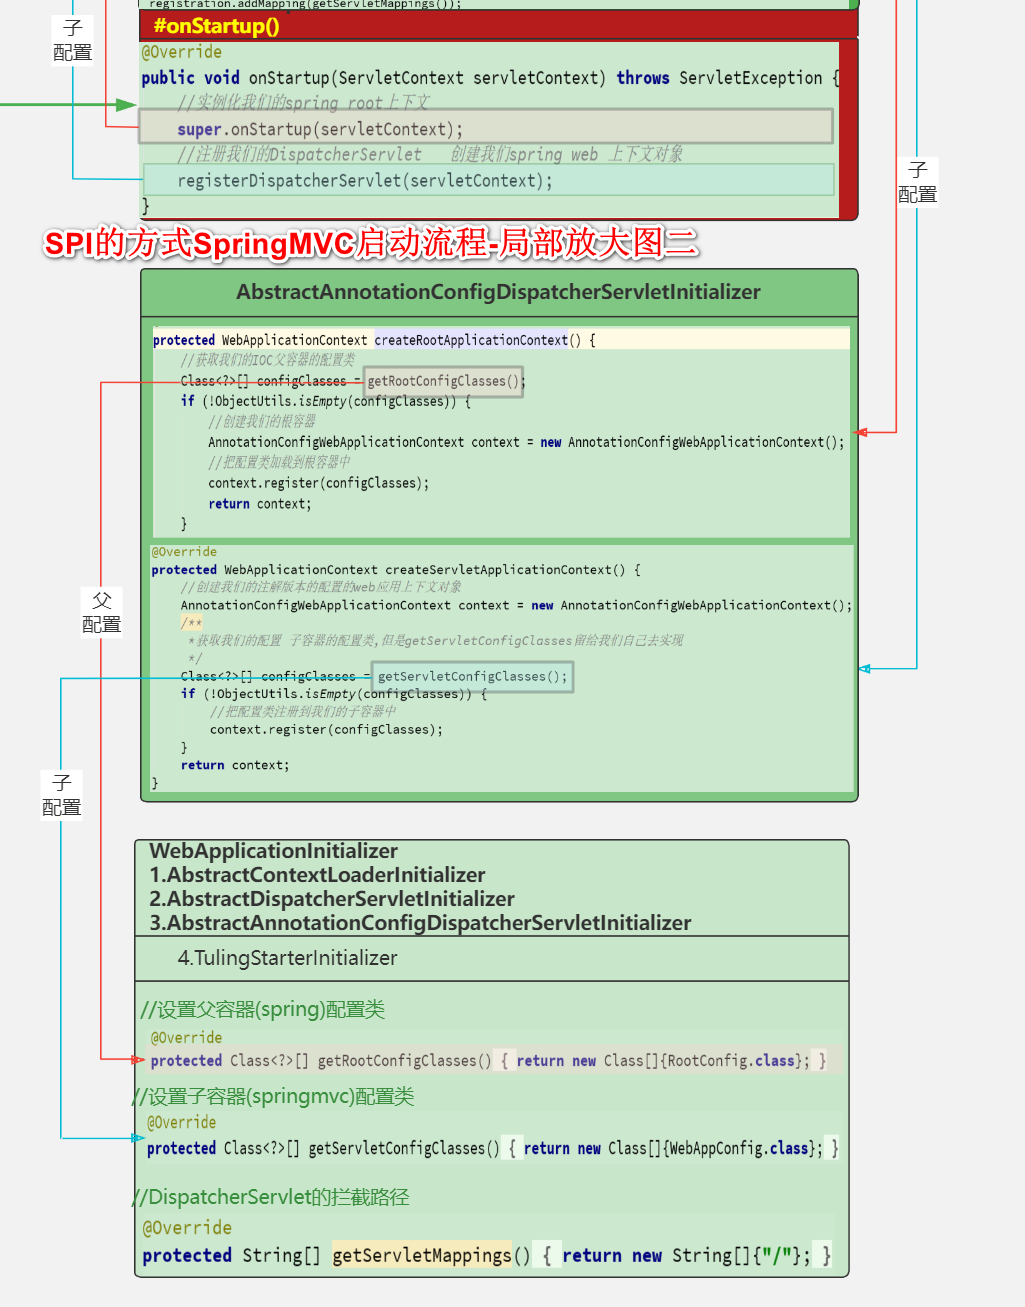 registration.addMapping(getServletMappings());
#onStartup()
子
配置
@Override
public void onStartup(ServletContext servletContext) throws ServletException {
//实例化我们的spring root上下文
super.onStartup(servletContext);
//注册我们的DispatcherServlet   创建我们spring web 上下文对象
registerDispatcherServlet(servletContext);
}
子
配置
SPI的方式SpringMVC启动流程-局部放大图二
AbstractAnnotationConfigDispatcherServletInitializer
protected WebApplicationContext createRootApplicationContext() {
//获取我们的IOC父容器的配置类
Class<?>[] configClasses = getRootConfigClasses();
if (!ObjectUtils.isEmpty(configClasses)) {
//创建我们的根容器
AnnotationConfigWebApplicationContext context = new AnnotationConfigWebApplicationContext();
//把配置类加载到根容器中
context.register(configClasses);
return context;
}
@Override
protected WebApplicationContext createServletApplicationContext() {
//创建我们的注解版本的配置的web应用上下文对象
AnnotationConfigWebApplicationContext context = new AnnotationConfigWebApplicationContext();
/**
*获取我们的配置 子容器的配置类,但是getServletConfigClasses留给我们自己去实现
*/
Class<?>[] configClasses = getServletConfigClasses();
if (!ObjectUtils.isEmpty(configClasses)) {
//把配置类注册到我们的子容器中
context.register(configClasses);
}
return context;
}
父
配置
子
配置
WebApplicationInitializer
1.AbstractContextLoaderInitializer
2.AbstractDispatcherServletInitializer
3.AbstractAnnotationConfigDispatcherServletInitializer
4.TulingStarterInitializer
//设置父容器(spring)配置类
@Override
protected Class<?>[] getRootConfigClasses() { return new Class[]{RootConfig.class}; }
//设置子容器(springmvc)配置类
@Override
protected Class<?>[] getServletConfigClasses() { return new Class[]{WebAppConfig.class}; }
//DispatcherServlet的拦截路径
@Override
protected String[] getServletMappings() { return new String[]{"/"}; }